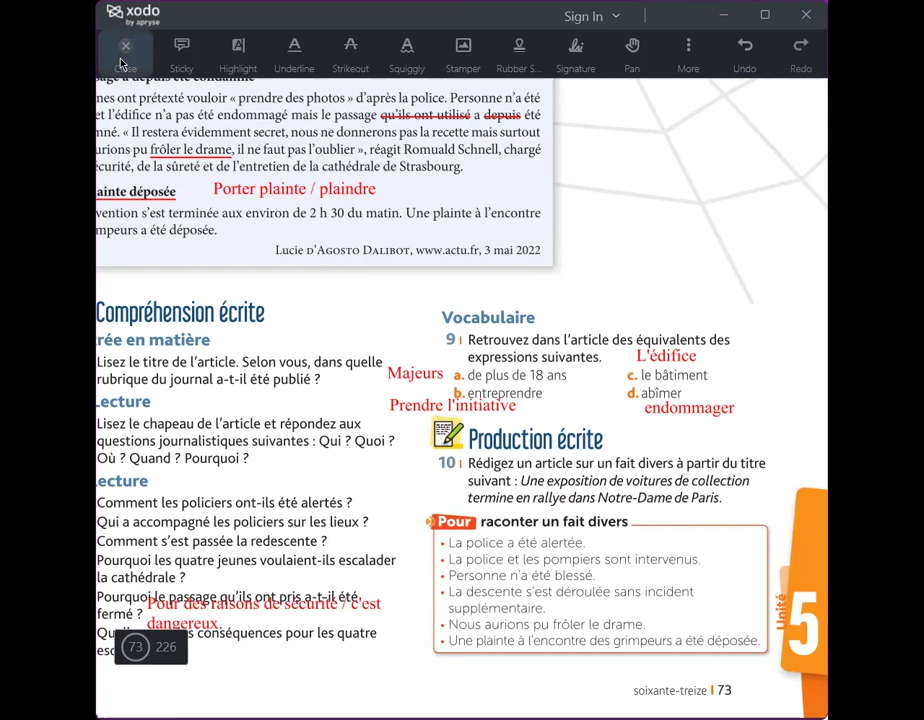 xodo
by apryse
Sign In
Close
Sticky
Highlight
Underline
Strikeout
Squiggly
Stamper
Rubber S...
Signature
Pan
More
Undo
Redo
sage a depuis été condamné
nes ont prétexté vouloir « prendre des photos » d'après la police. Personne n'a été
et l'édifice n'a pas été endommagé mais le passage qu'ils ont utilisé a depuis été
né. « Il restera évidemment secret, nous ne donnerons pas la recette mais surtout
urions pu frôler le drame, il ne faut pas l'oublier », réagit Romuald Schnell, chargé
curité, de la sûreté et de l'entretien de la cathédrale de Strasbourg.
ainte déposée
Porter plainte / plaindre
vention s'est terminée aux environ de 2 h 30 du matin. Une plainte à l'encontre
mpeurs a été déposée.
Lucie d'Agosto Dalibot, www.actu.fr, 3 mai 2022
Compréhension écrite
rée en matière
Lisez le titre de l'article. Selon vous, dans quelle
rubrique du journal a-t-il été publié ?
Lecture
Lisez le chapeau de l'article et répondez aux
questions journalistiques suivantes : Qui ? Quoi ?
Où ? Quand ? Pourquoi ?
ecture
Comment les policiers ont-ils été alertés ?
Qui a accompagné les policiers sur les lieux ?
Comment s'est passée la redescente ?
Pourquoi les quatre jeunes voulaient-ils escalader
la cathédrale ?
Pourquoi le passage qu'ils ont pris a-t-il été
fermé ?
Pour des raisons de sécurité / c'est
dangereux.
s conséquences pour les quatre
73 226
Vocabulaire
9 Retrouvez dans l'article des équivalents des
expressions suivantes.
L'édifice
Majeurs
a. de plus de 18 ans
c. le bâtiment
b. entreprendre
d. abîmer
Prendre l'initiative
endommager
Production écrite
10 Rédigez un article sur un fait divers à partir du titre
suivant : Une exposition de voitures de collection
termine en rallye dans Notre-Dame de Paris.
Pour raconter un fait divers
• La police a été alertée.
• La police et les pompiers sont intervenus.
• Personne n'a été blessé.
• La descente s'est déroulée sans incident
supplémentaire.
• Nous aurions pu frôler le drame.
• Une plainte à l'encontre des grimpeurs a été déposée.
Unité
5
soixante-treize 73